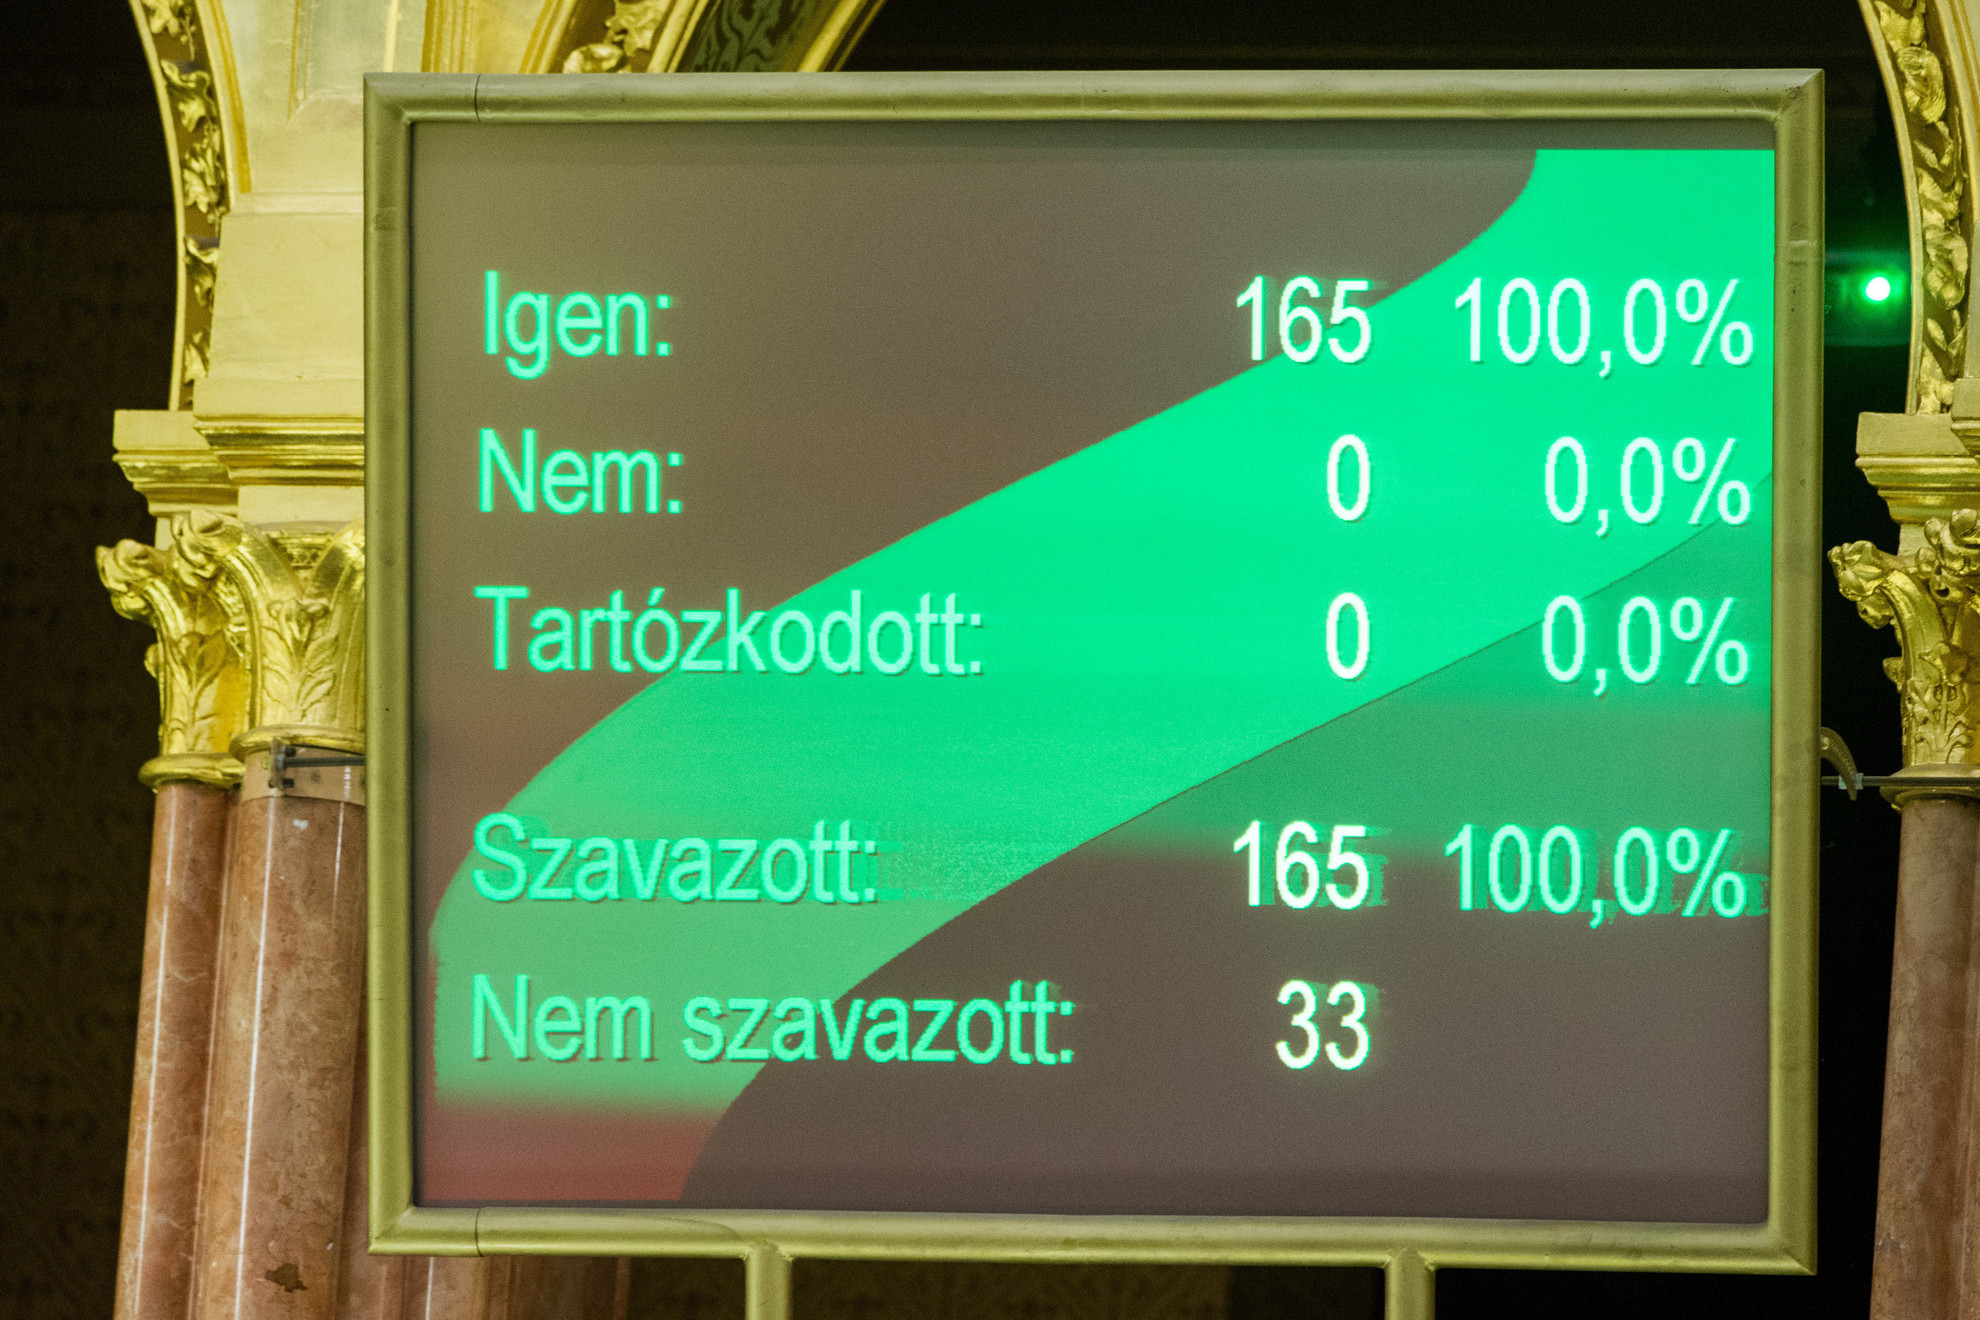 Igen: 165 100,0%
Nem: 0 0,0%
Tartózkodott: 0 0,0%
Szavazott: 165 100,0%
Nem szavazott: 33